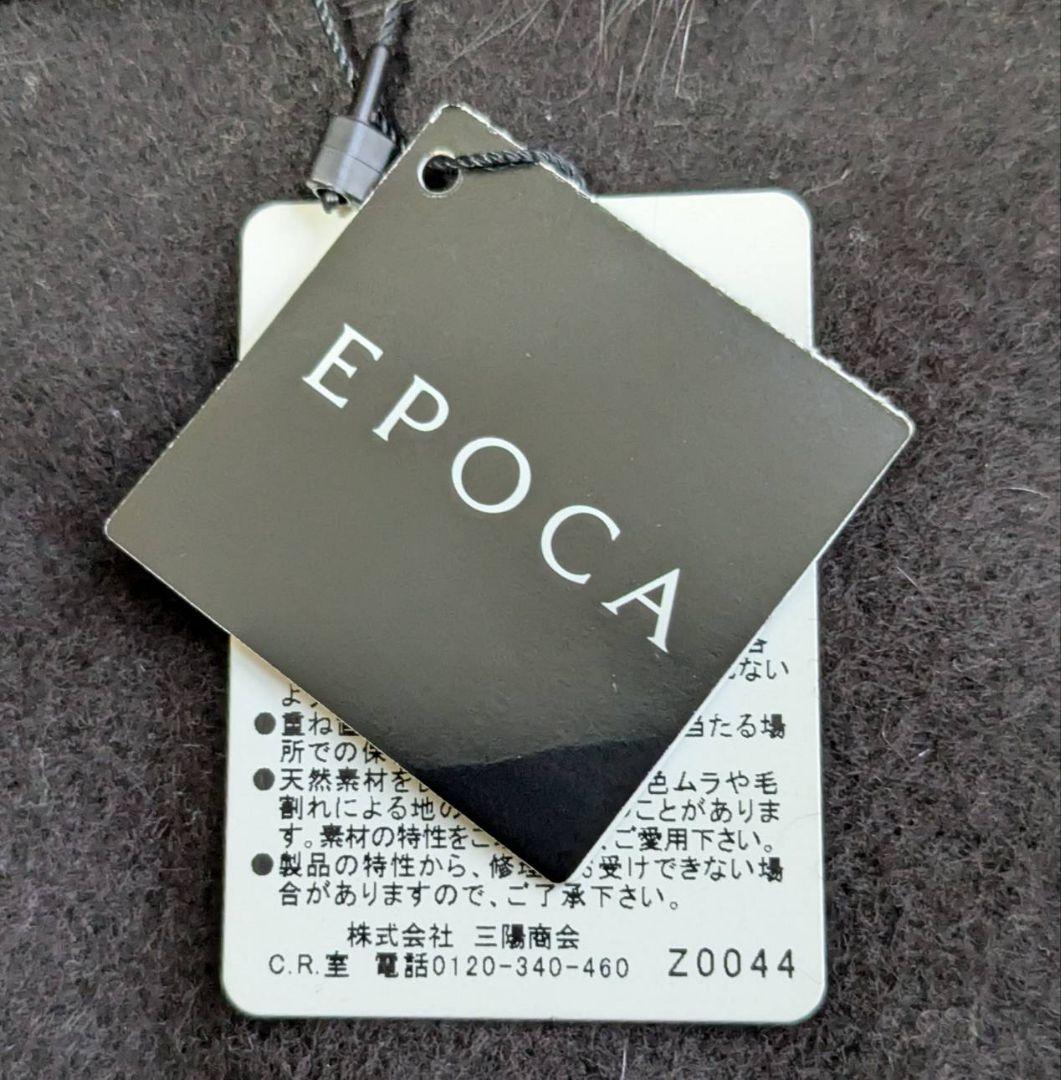 EPOCA
ない
よ
●重ね 当たる場
所での保
●天然素材を 色ムラや毛
割れによる地の のことがありま
す。素材の特性をご 、ご愛用下さい。
●製品の特性から、修理 受けできない場
合がありますので、ご了承下さい。
株式会社 三陽商会
C.R.室 電話0120-340-460 Z0044